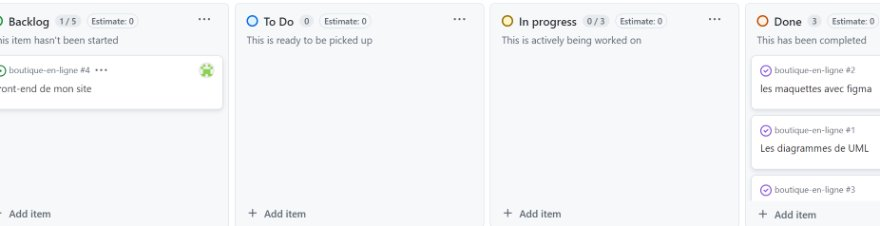 Backlog 1 / 5 Estimate: 0 ...
his item hasn't been started
boutique-en-ligne #4 ...
ront-end de mon site
+ Add item
To Do 0 Estimate: 0 ...
This is ready to be picked up
+ Add item
In progress 0 / 3 Estimate: 0 ...
This is actively being worked on
+ Add item
Done 3 Estimate: 0
This has been completed
boutique-en-ligne #2
les maquettes avec figma
boutique-en-ligne #1
Les diagrammes de UML
boutique-en-ligne #3
+ Add item